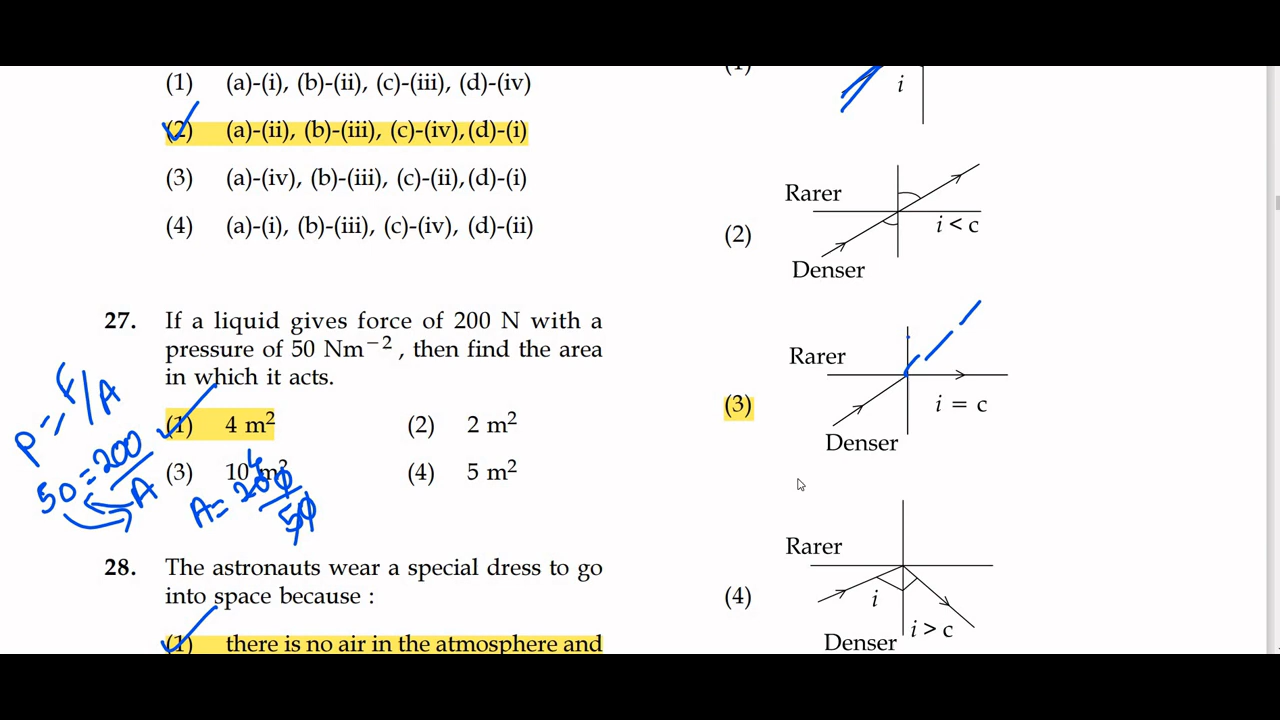 (1) (a)-(i), (b)-(ii), (c)-(iii), (d)-(iv)
(2) (a)-(ii), (b)-(iii), (c)-(iv), (d)-(i)
(3) (a)-(iv), (b)-(iii), (c)-(ii), (d)-(i)
(4) (a)-(i), (b)-(iii), (c)-(iv), (d)-(ii)
27. If a liquid gives force of 200 N with a
pressure of 50 Nm⁻², then find the area
in which it acts.
(1) 4 m² (2) 2 m²
(3) 10 m² (4) 5 m²
P = F/A
50 = 200/A
A = 200/50
4
28. The astronauts wear a special dress to go
into space because :
(1) there is no air in the atmosphere and
(1)
i
(2)
Rarer
i < c
Denser
(3)
Rarer
i = c
Denser
(4)
Rarer
i
i > c
Denser